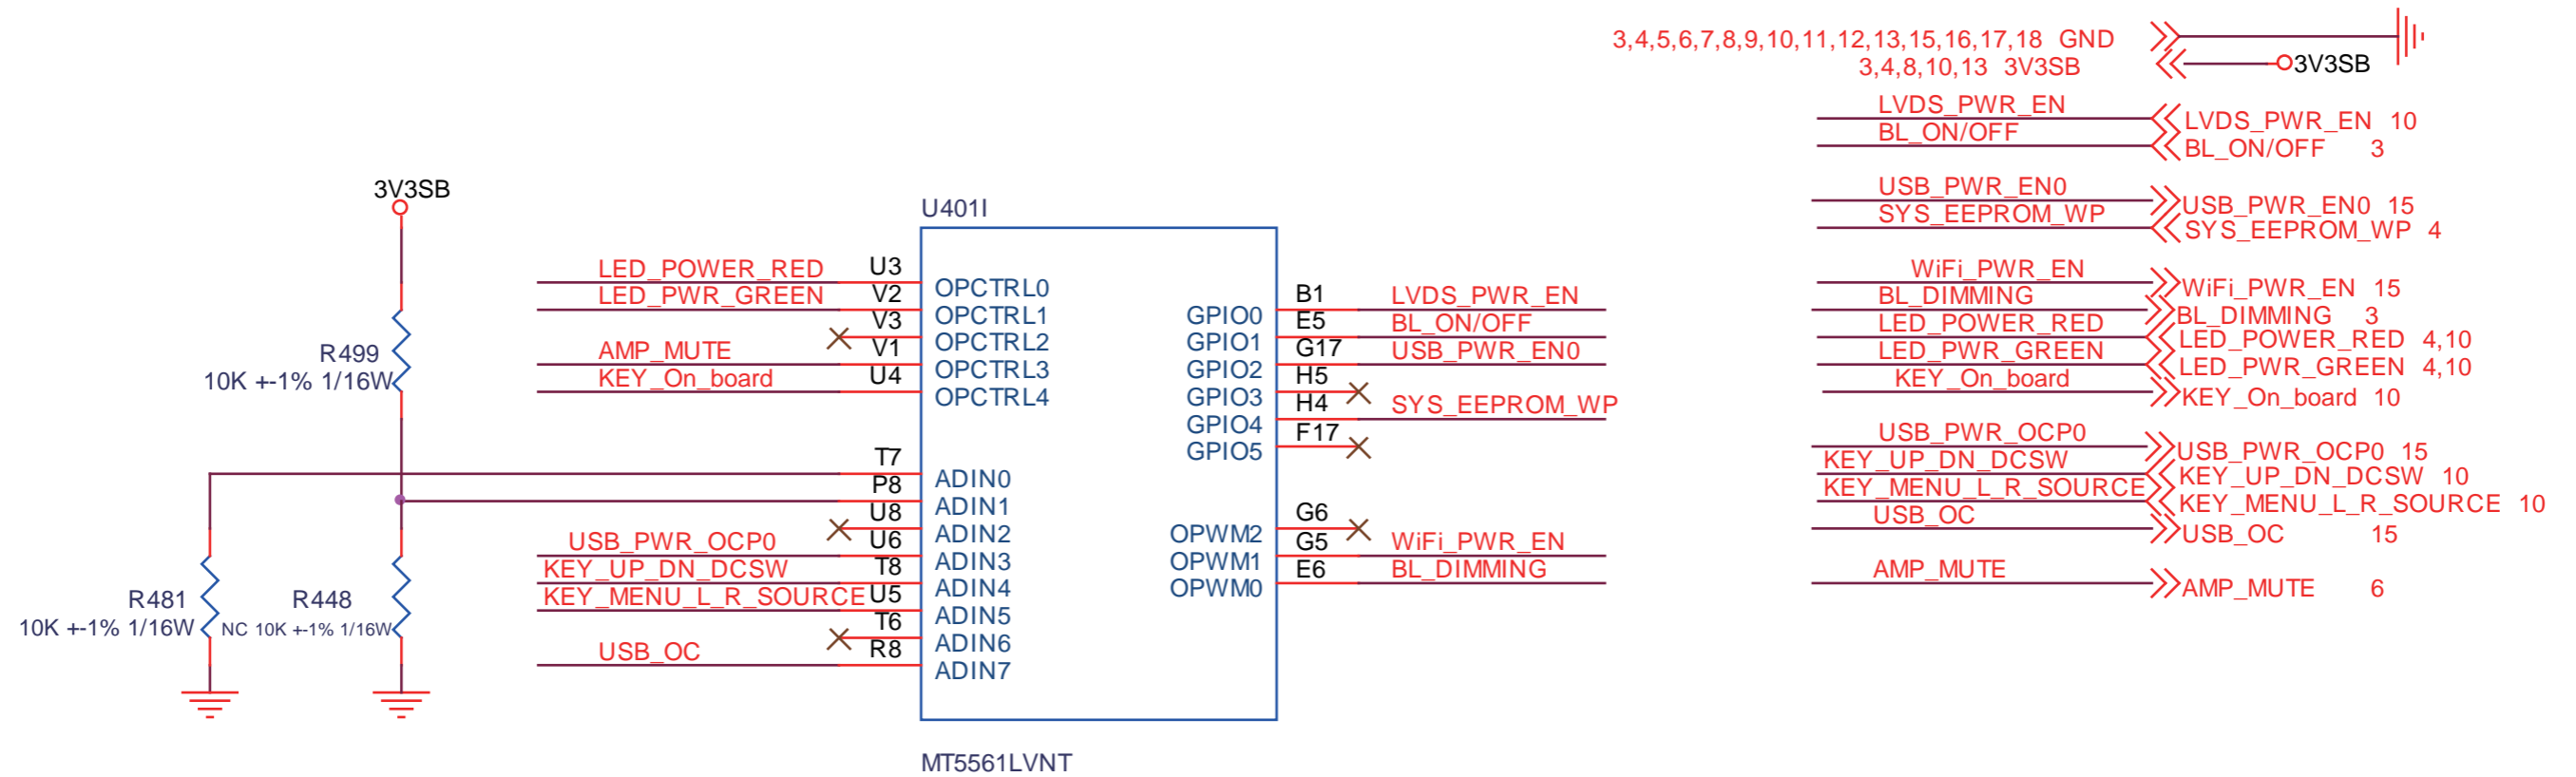 3,4,5,6,7,8,9,10,11,12,13,15,16,17,18 GND
3,4,8,10,13 3V3SB
3V3SB
LVDS_PWR_EN
LVDS_PWR_EN 10
BL_ON/OFF
BL_ON/OFF 3
USB_PWR_EN0
USB_PWR_EN0 15
SYS_EEPROM_WP
SYS_EEPROM_WP 4
WiFi_PWR_EN
WiFi_PWR_EN 15
BL_DIMMING
BL_DIMMING 3
LED_POWER_RED
LED_POWER_RED 4,10
LED_PWR_GREEN
LED_PWR_GREEN 4,10
KEY_On_board
KEY_On_board 10
USB_PWR_OCP0
USB_PWR_OCP0 15
KEY_UP_DN_DCSW
KEY_UP_DN_DCSW 10
KEY_MENU_L_R_SOURCE
KEY_MENU_L_R_SOURCE 10
USB_OC
USB_OC 15
AMP_MUTE
AMP_MUTE 6
3V3SB
R499
10K +-1% 1/16W
R481
10K +-1% 1/16W
R448
NC 10K +-1% 1/16W
U401I
LED_POWER_RED U3 OPCTRL0
LED_PWR_GREEN V2 OPCTRL1
V3 OPCTRL2
AMP_MUTE V1 OPCTRL3
KEY_On_board U4 OPCTRL4
T7 ADIN0
P8 ADIN1
U8 ADIN2
USB_PWR_OCP0 U6 ADIN3
KEY_UP_DN_DCSW T8 ADIN4
KEY_MENU_L_R_SOURCE U5 ADIN5
T6 ADIN6
USB_OC R8 ADIN7
GPIO0 B1 LVDS_PWR_EN
GPIO1 E5 BL_ON/OFF
GPIO2 G17 USB_PWR_EN0
GPIO3 H5
GPIO4 H4 SYS_EEPROM_WP
GPIO5 F17
OPWM2 G6
OPWM1 G5 WiFi_PWR_EN
OPWM0 E6 BL_DIMMING
MT5561LVNT